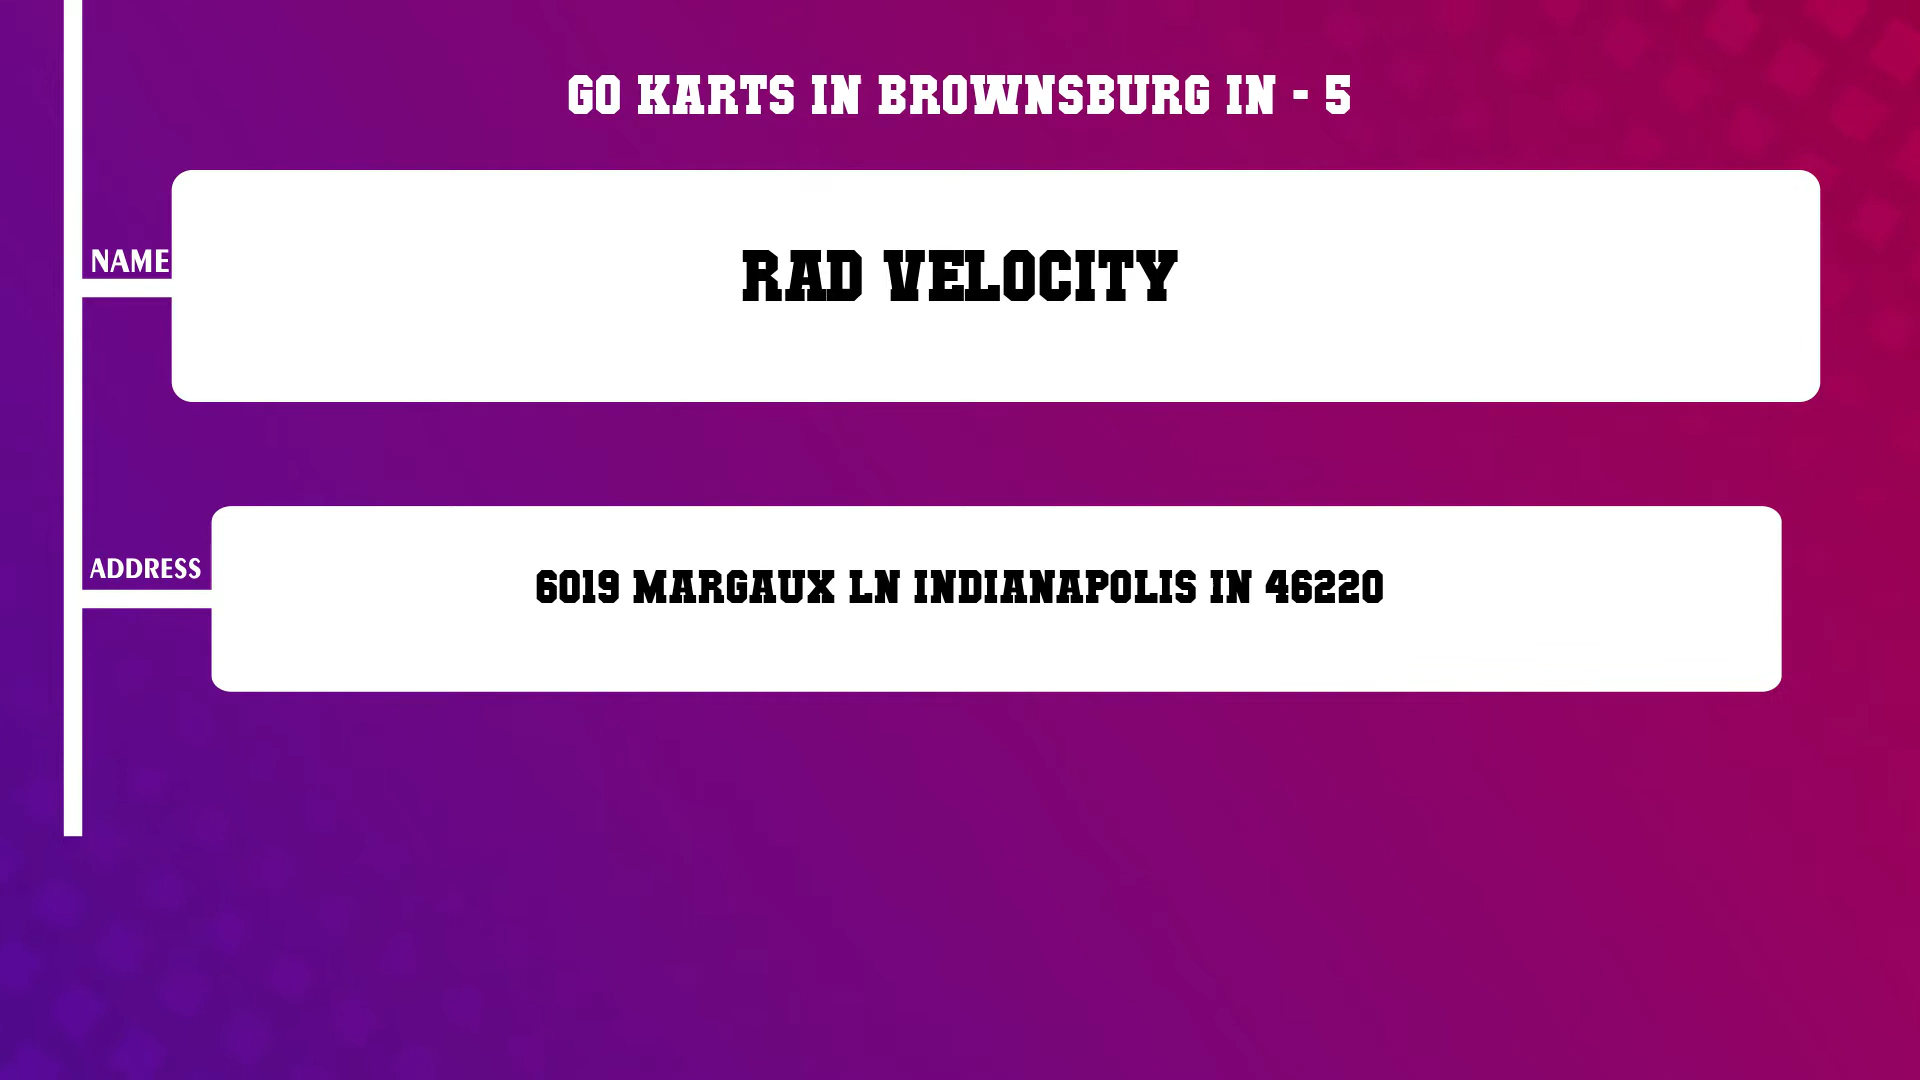 GO KARTS IN BROWNSBURG IN - 5
NAME
RAD VELOCITY
ADDRESS
6019 MARGAUX LN INDIANAPOLIS IN 46220